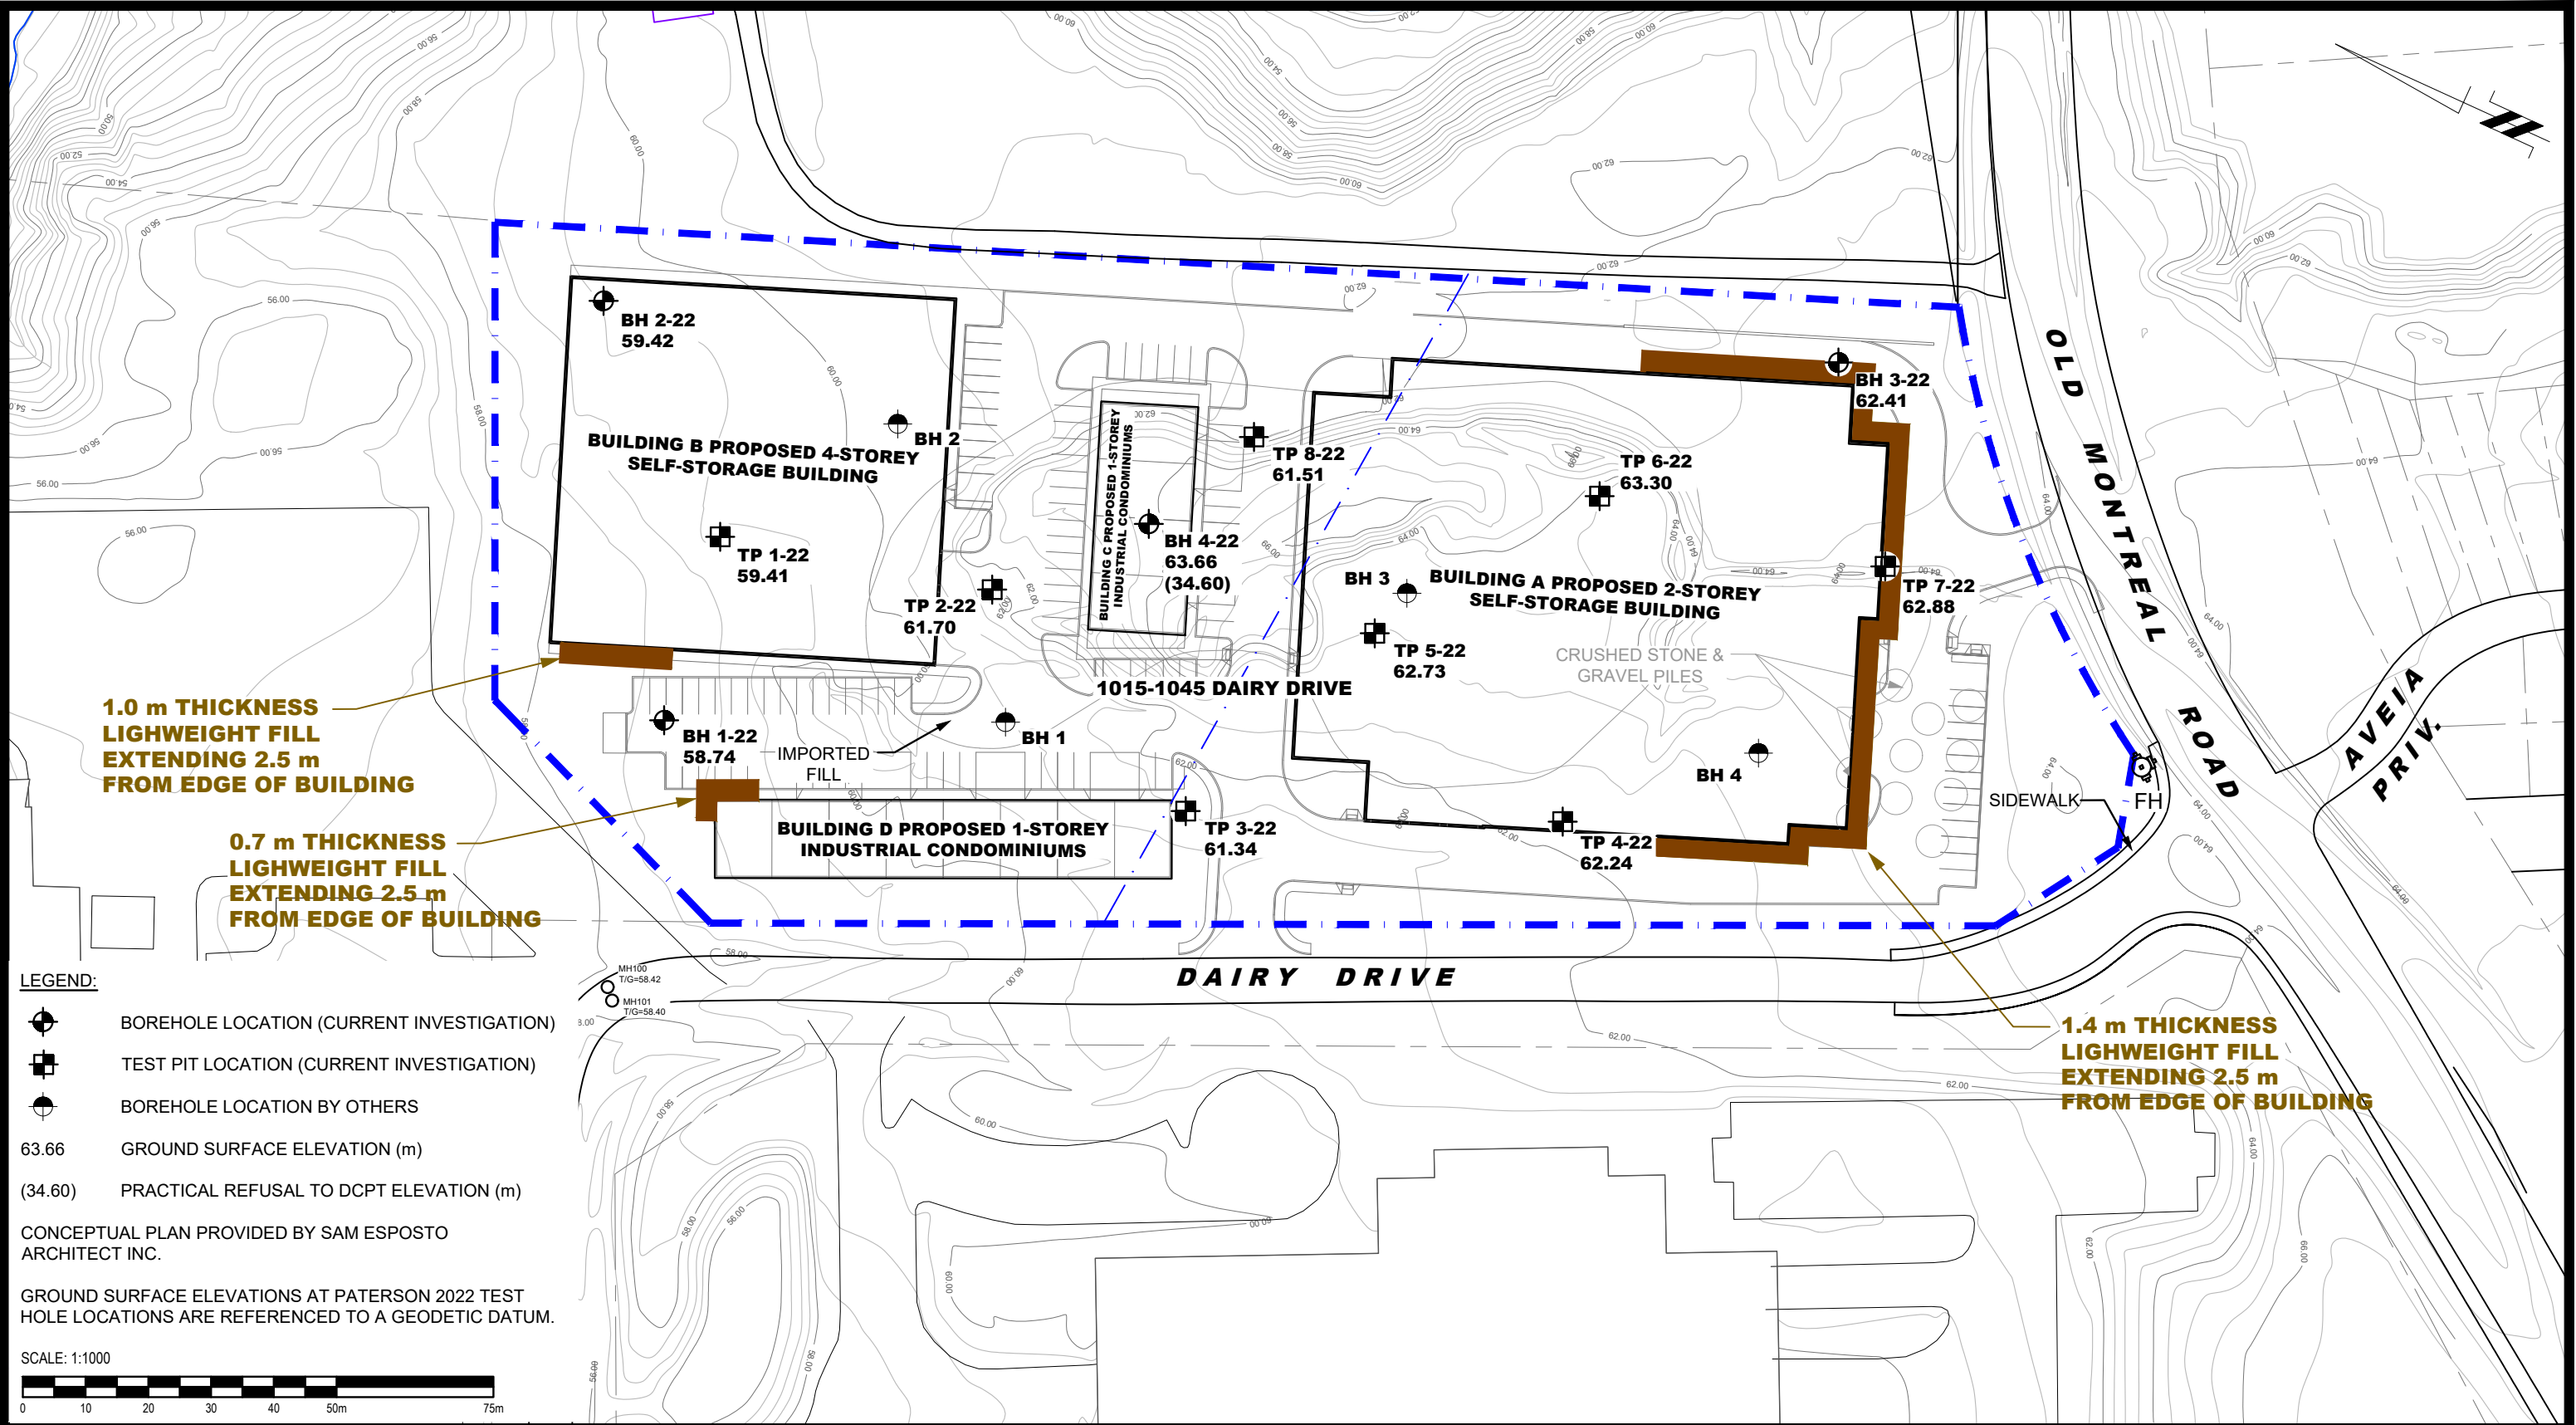 BH 2-22
59.42
BUILDING B PROPOSED 4-STOREY
SELF-STORAGE BUILDING
BH 2
TP 1-22
59.41
TP 2-22
61.70
BUILDING C PROPOSED 1-STOREY
INDUSTRIAL CONDOMINIUMS
BH 4-22
63.66
(34.60)
TP 8-22
61.51
BH 3-22
62.41
TP 6-22
63.30
BH 3
BUILDING A PROPOSED 2-STOREY
SELF-STORAGE BUILDING
TP 7-22
62.88
TP 5-22
62.73
CRUSHED STONE &
GRAVEL PILES
1015-1045 DAIRY DRIVE
BH 1-22
58.74
IMPORTED
FILL
BH 1
BH 4
BUILDING D PROPOSED 1-STOREY
INDUSTRIAL CONDOMINIUMS
TP 3-22
61.34
TP 4-22
62.24
SIDEWALK
FH
OLD MONTREAL ROAD
AVEIA
PRIV.
DAIRY DRIVE
1.0 m THICKNESS
LIGHWEIGHT FILL
EXTENDING 2.5 m
FROM EDGE OF BUILDING
0.7 m THICKNESS
LIGHWEIGHT FILL
EXTENDING 2.5 m
FROM EDGE OF BUILDING
1.4 m THICKNESS
LIGHWEIGHT FILL
EXTENDING 2.5 m
FROM EDGE OF BUILDING
MH100
T/G=58.42
MH101
T/G=58.40
LEGEND:
BOREHOLE LOCATION (CURRENT INVESTIGATION)
TEST PIT LOCATION (CURRENT INVESTIGATION)
BOREHOLE LOCATION BY OTHERS
63.66 GROUND SURFACE ELEVATION (m)
(34.60) PRACTICAL REFUSAL TO DCPT ELEVATION (m)
CONCEPTUAL PLAN PROVIDED BY SAM ESPOSTO
ARCHITECT INC.
GROUND SURFACE ELEVATIONS AT PATERSON 2022 TEST
HOLE LOCATIONS ARE REFERENCED TO A GEODETIC DATUM.
SCALE: 1:1000
0 10 20 30 40 50m 75m